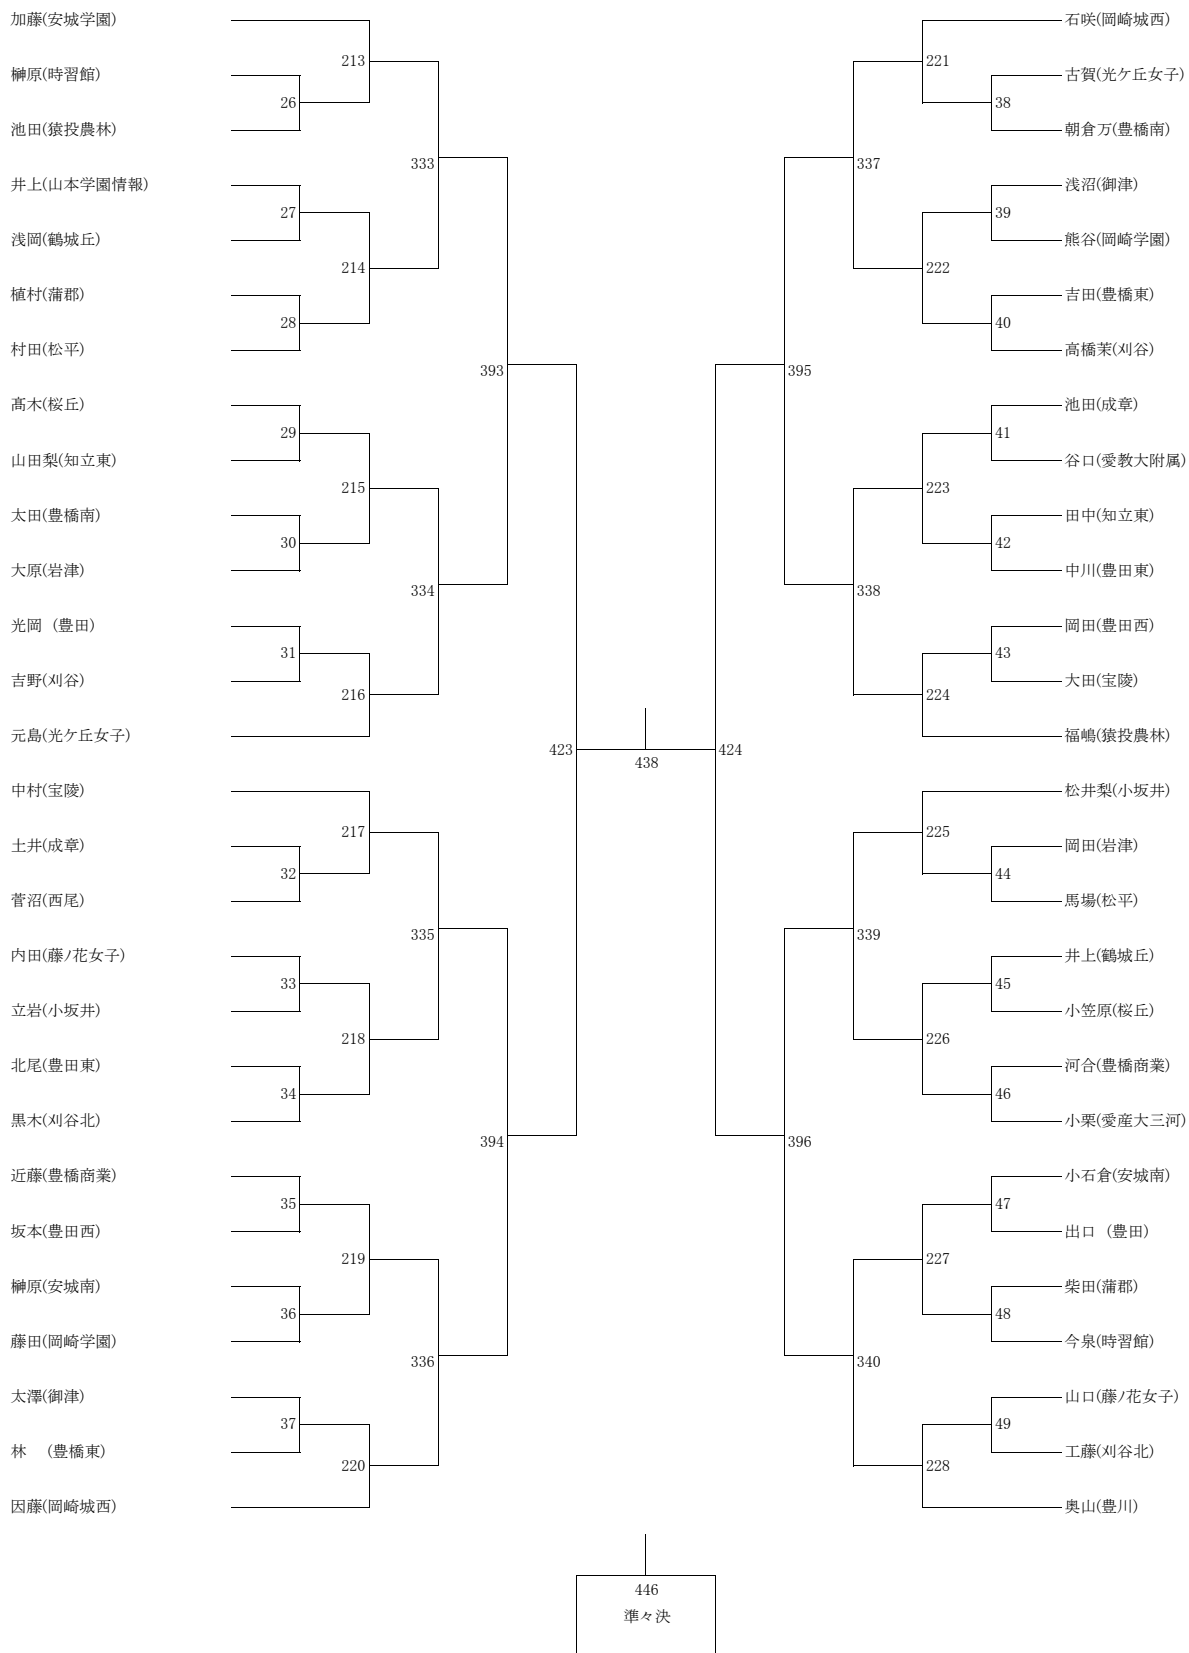 加藤(安城学園)
213
榊原(時習館)
26
池田(猿投農林)
333
井上(山本学園情報)
27
浅岡(鶴城丘)
214
植村(蒲郡)
28
村田(松平)
393
髙木(桜丘)
29
山田梨(知立東)
215
太田(豊橋南)
30
大原(岩津)
334
光岡 (豊田)
31
吉野(刈谷)
216
元島(光ケ丘女子)
423
中村(宝陵)
217
土井(成章)
32
菅沼(西尾)
335
内田(藤ノ花女子)
33
立岩(小坂井)
218
北尾(豊田東)
34
黒木(刈谷北)
394
近藤(豊橋商業)
35
坂本(豊田西)
219
榊原(安城南)
36
藤田(岡崎学園)
336
太澤(御津)
37
林 (豊橋東)
220
因藤(岡崎城西)
438
石咲(岡崎城西)
221
古賀(光ケ丘女子)
38
朝倉万(豊橋南)
337
浅沼(御津)
39
熊谷(岡崎学園)
222
吉田(豊橋東)
40
高橋茉(刈谷)
395
池田(成章)
41
谷口(愛教大附属)
223
田中(知立東)
42
中川(豊田東)
338
岡田(豊田西)
43
大田(宝陵)
224
福嶋(猿投農林)
424
松井梨(小坂井)
225
岡田(岩津)
44
馬場(松平)
339
井上(鶴城丘)
45
小笠原(桜丘)
226
河合(豊橋商業)
46
小栗(愛産大三河)
396
小石倉(安城南)
47
出口 (豊田)
227
柴田(蒲郡)
48
今泉(時習館)
340
山口(藤ノ花女子)
49
工藤(刈谷北)
228
奥山(豊川)
446
準々決